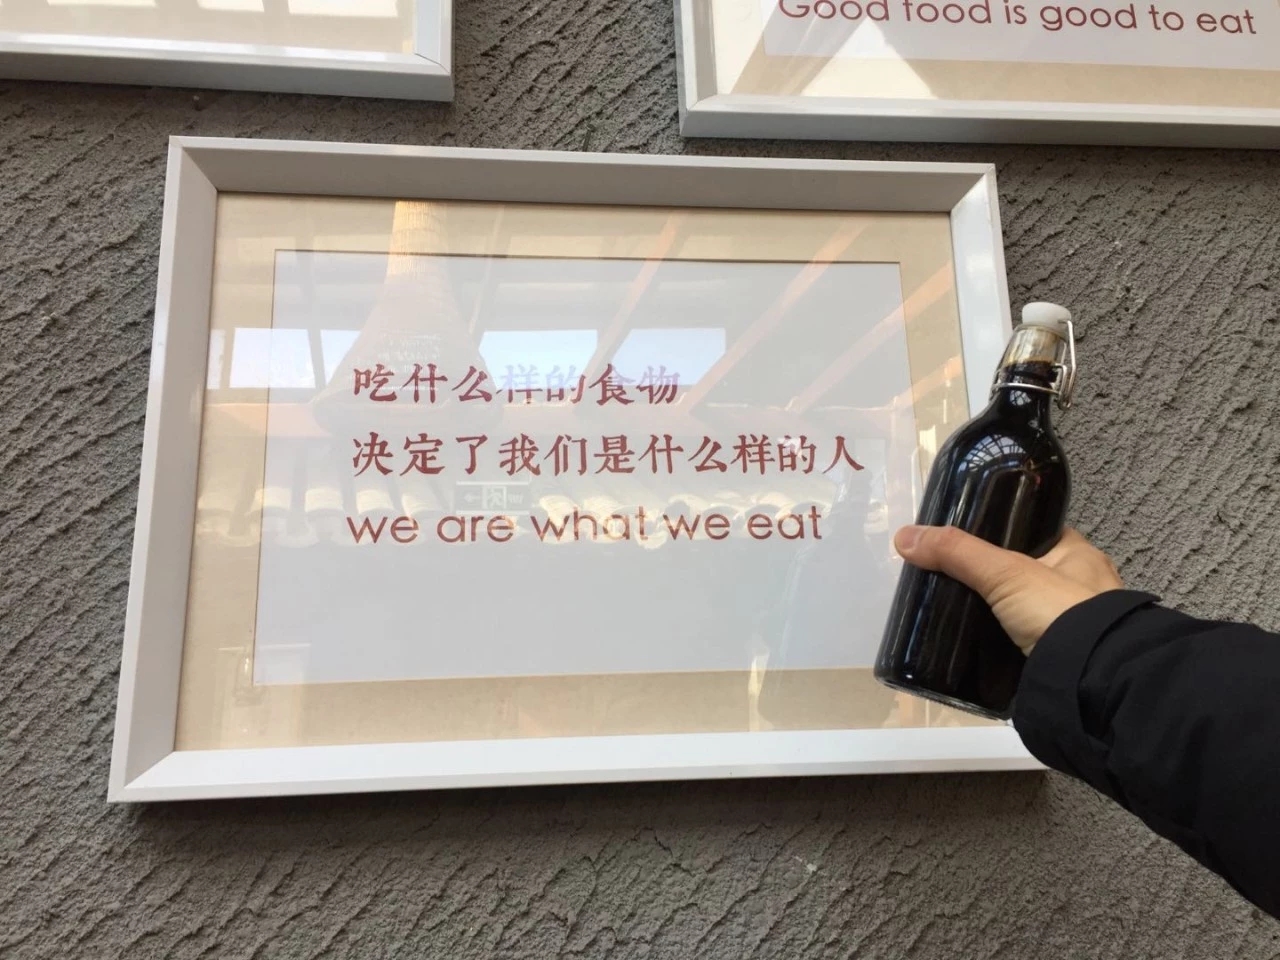 Good food is good to eat
吃什么样的食物
决定了我们是什么样的人
we are what we eat